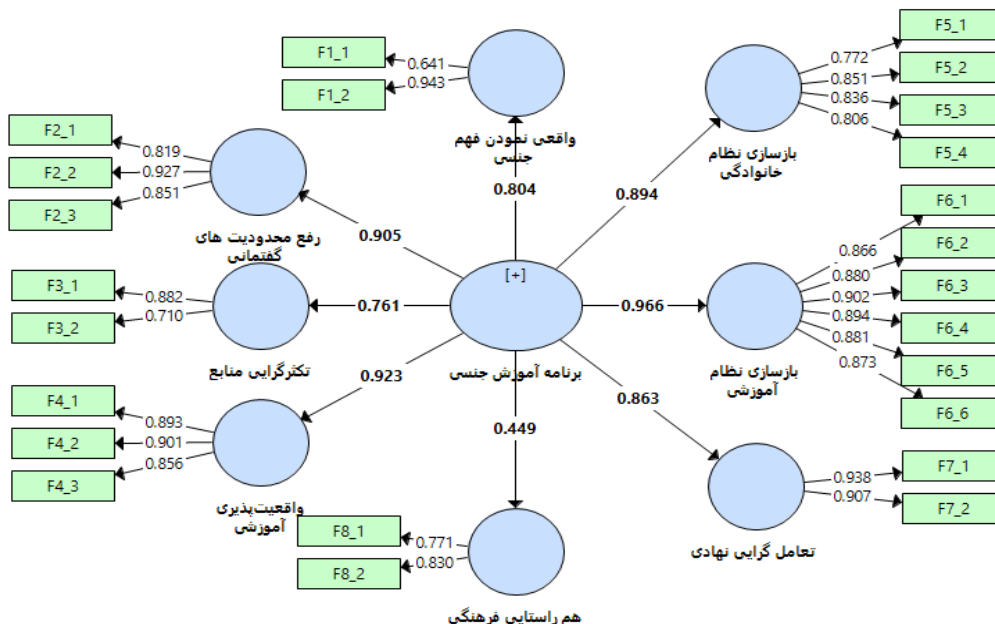 F1_1
F1_2
0.641
0.943
واقعی نمودن فهم
جنسی
0.804
F5_1
F5_2
F5_3
F5_4
0.772
0.851
0.836
0.806
بازسازی نظام
خانوادگی
0.894
F2_1
F2_2
F2_3
0.819
0.927
0.851
رفع محدودیت های
گفتمانی
0.905
F6_1
F6_2
F6_3
F6_4
F6_5
F6_6
0.866
0.880
0.902
0.894
0.881
0.873
بازسازی نظام
آموزشی
0.966
[+]
برنامه آموزش جنسی
F3_1
F3_2
0.882
0.710
تکثرگرایی منابع
0.761
F4_1
F4_2
F4_3
0.893
0.901
0.856
واقعیت‌پذیری
آموزشی
0.923
F7_1
F7_2
0.938
0.907
تعامل گرایی نهادی
0.863
F8_1
F8_2
0.771
0.830
هم راستایی فرهنگی
0.449